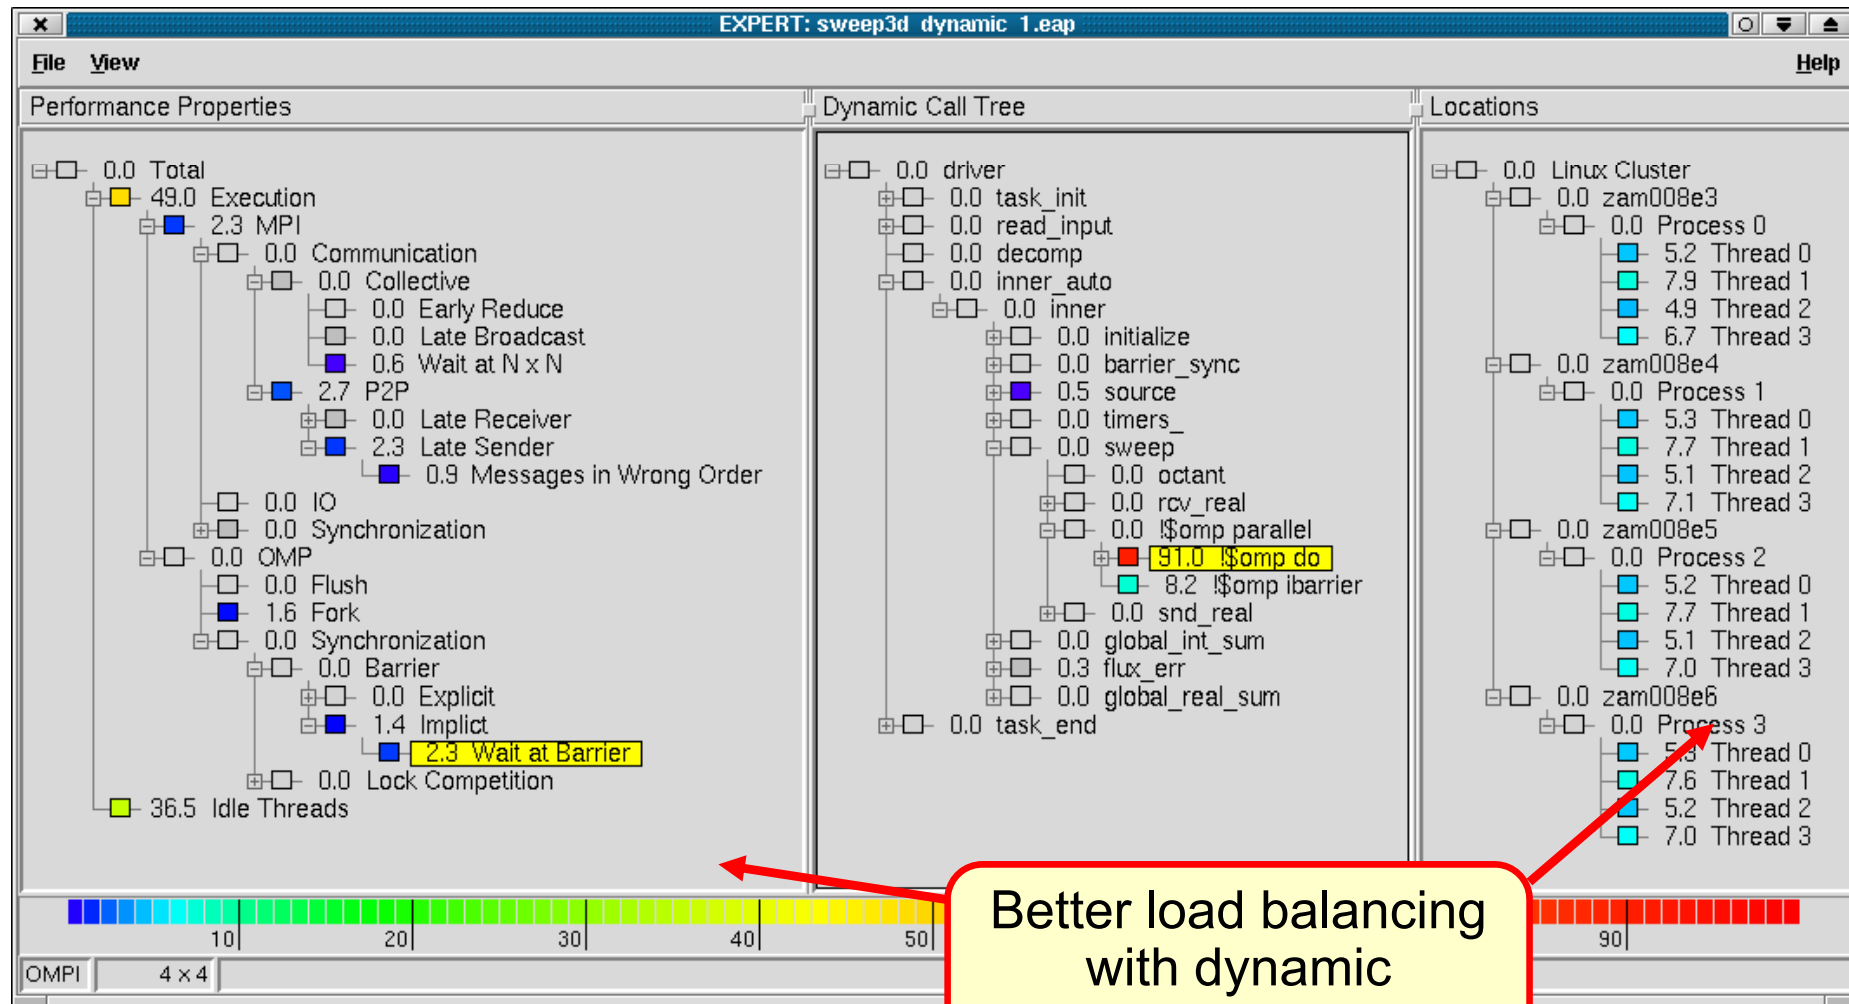 EXPERT: sweep3d dynamic 1.eap
File View Help
Performance Properties
0.0 Total
49.0 Execution
2.3 MPI
0.0 Communication
0.0 Collective
0.0 Early Reduce
0.0 Late Broadcast
0.6 Wait at N x N
2.7 P2P
0.0 Late Receiver
2.3 Late Sender
0.9 Messages in Wrong Order
0.0 IO
0.0 Synchronization
0.0 OMP
0.0 Flush
1.6 Fork
0.0 Synchronization
0.0 Barrier
0.0 Explicit
1.4 Implict
2.3 Wait at Barrier
0.0 Lock Competition
36.5 Idle Threads
Dynamic Call Tree
0.0 driver
0.0 task_init
0.0 read_input
0.0 decomp
0.0 inner_auto
0.0 inner
0.0 initialize
0.0 barrier_sync
0.5 source
0.0 timers_
0.0 sweep
0.0 octant
0.0 rcv_real
0.0 !$omp parallel
91.0 !$omp do
8.2 !$omp ibarrier
0.0 snd_real
0.0 global_int_sum
0.3 flux_err
0.0 global_real_sum
0.0 task_end
Locations
0.0 Linux Cluster
0.0 zam008e3
0.0 Process 0
5.2 Thread 0
7.9 Thread 1
4.9 Thread 2
6.7 Thread 3
0.0 zam008e4
0.0 Process 1
5.3 Thread 0
7.7 Thread 1
5.1 Thread 2
7.1 Thread 3
0.0 zam008e5
0.0 Process 2
5.2 Thread 0
7.7 Thread 1
5.1 Thread 2
7.0 Thread 3
0.0 zam008e6
0.0 Process 3
5.3 Thread 0
7.6 Thread 1
5.2 Thread 2
7.0 Thread 3
10 20 30 40 50 90
OMPI 4 x 4
Better load balancing
with dynamic